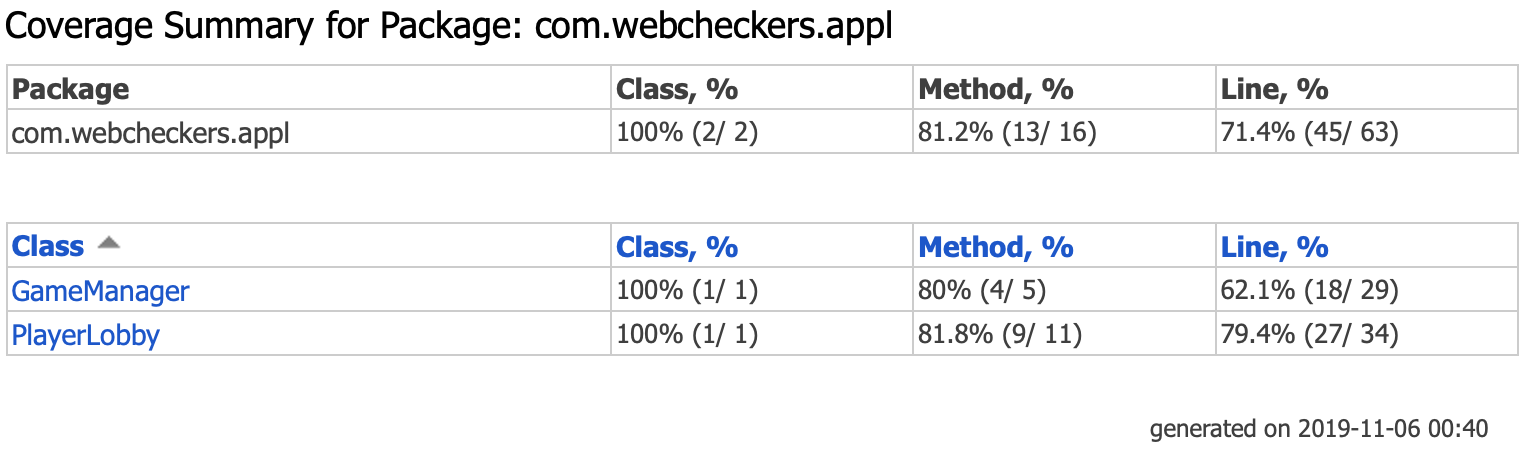 Coverage Summary for Package: com.webcheckers.appl
Package Class, % Method, % Line, %
com.webcheckers.appl 100% (2/ 2) 81.2% (13/ 16) 71.4% (45/ 63)
Class Class, % Method, % Line, %
GameManager 100% (1/ 1) 80% (4/ 5) 62.1% (18/ 29)
PlayerLobby 100% (1/ 1) 81.8% (9/ 11) 79.4% (27/ 34)
generated on 2019-11-06 00:40